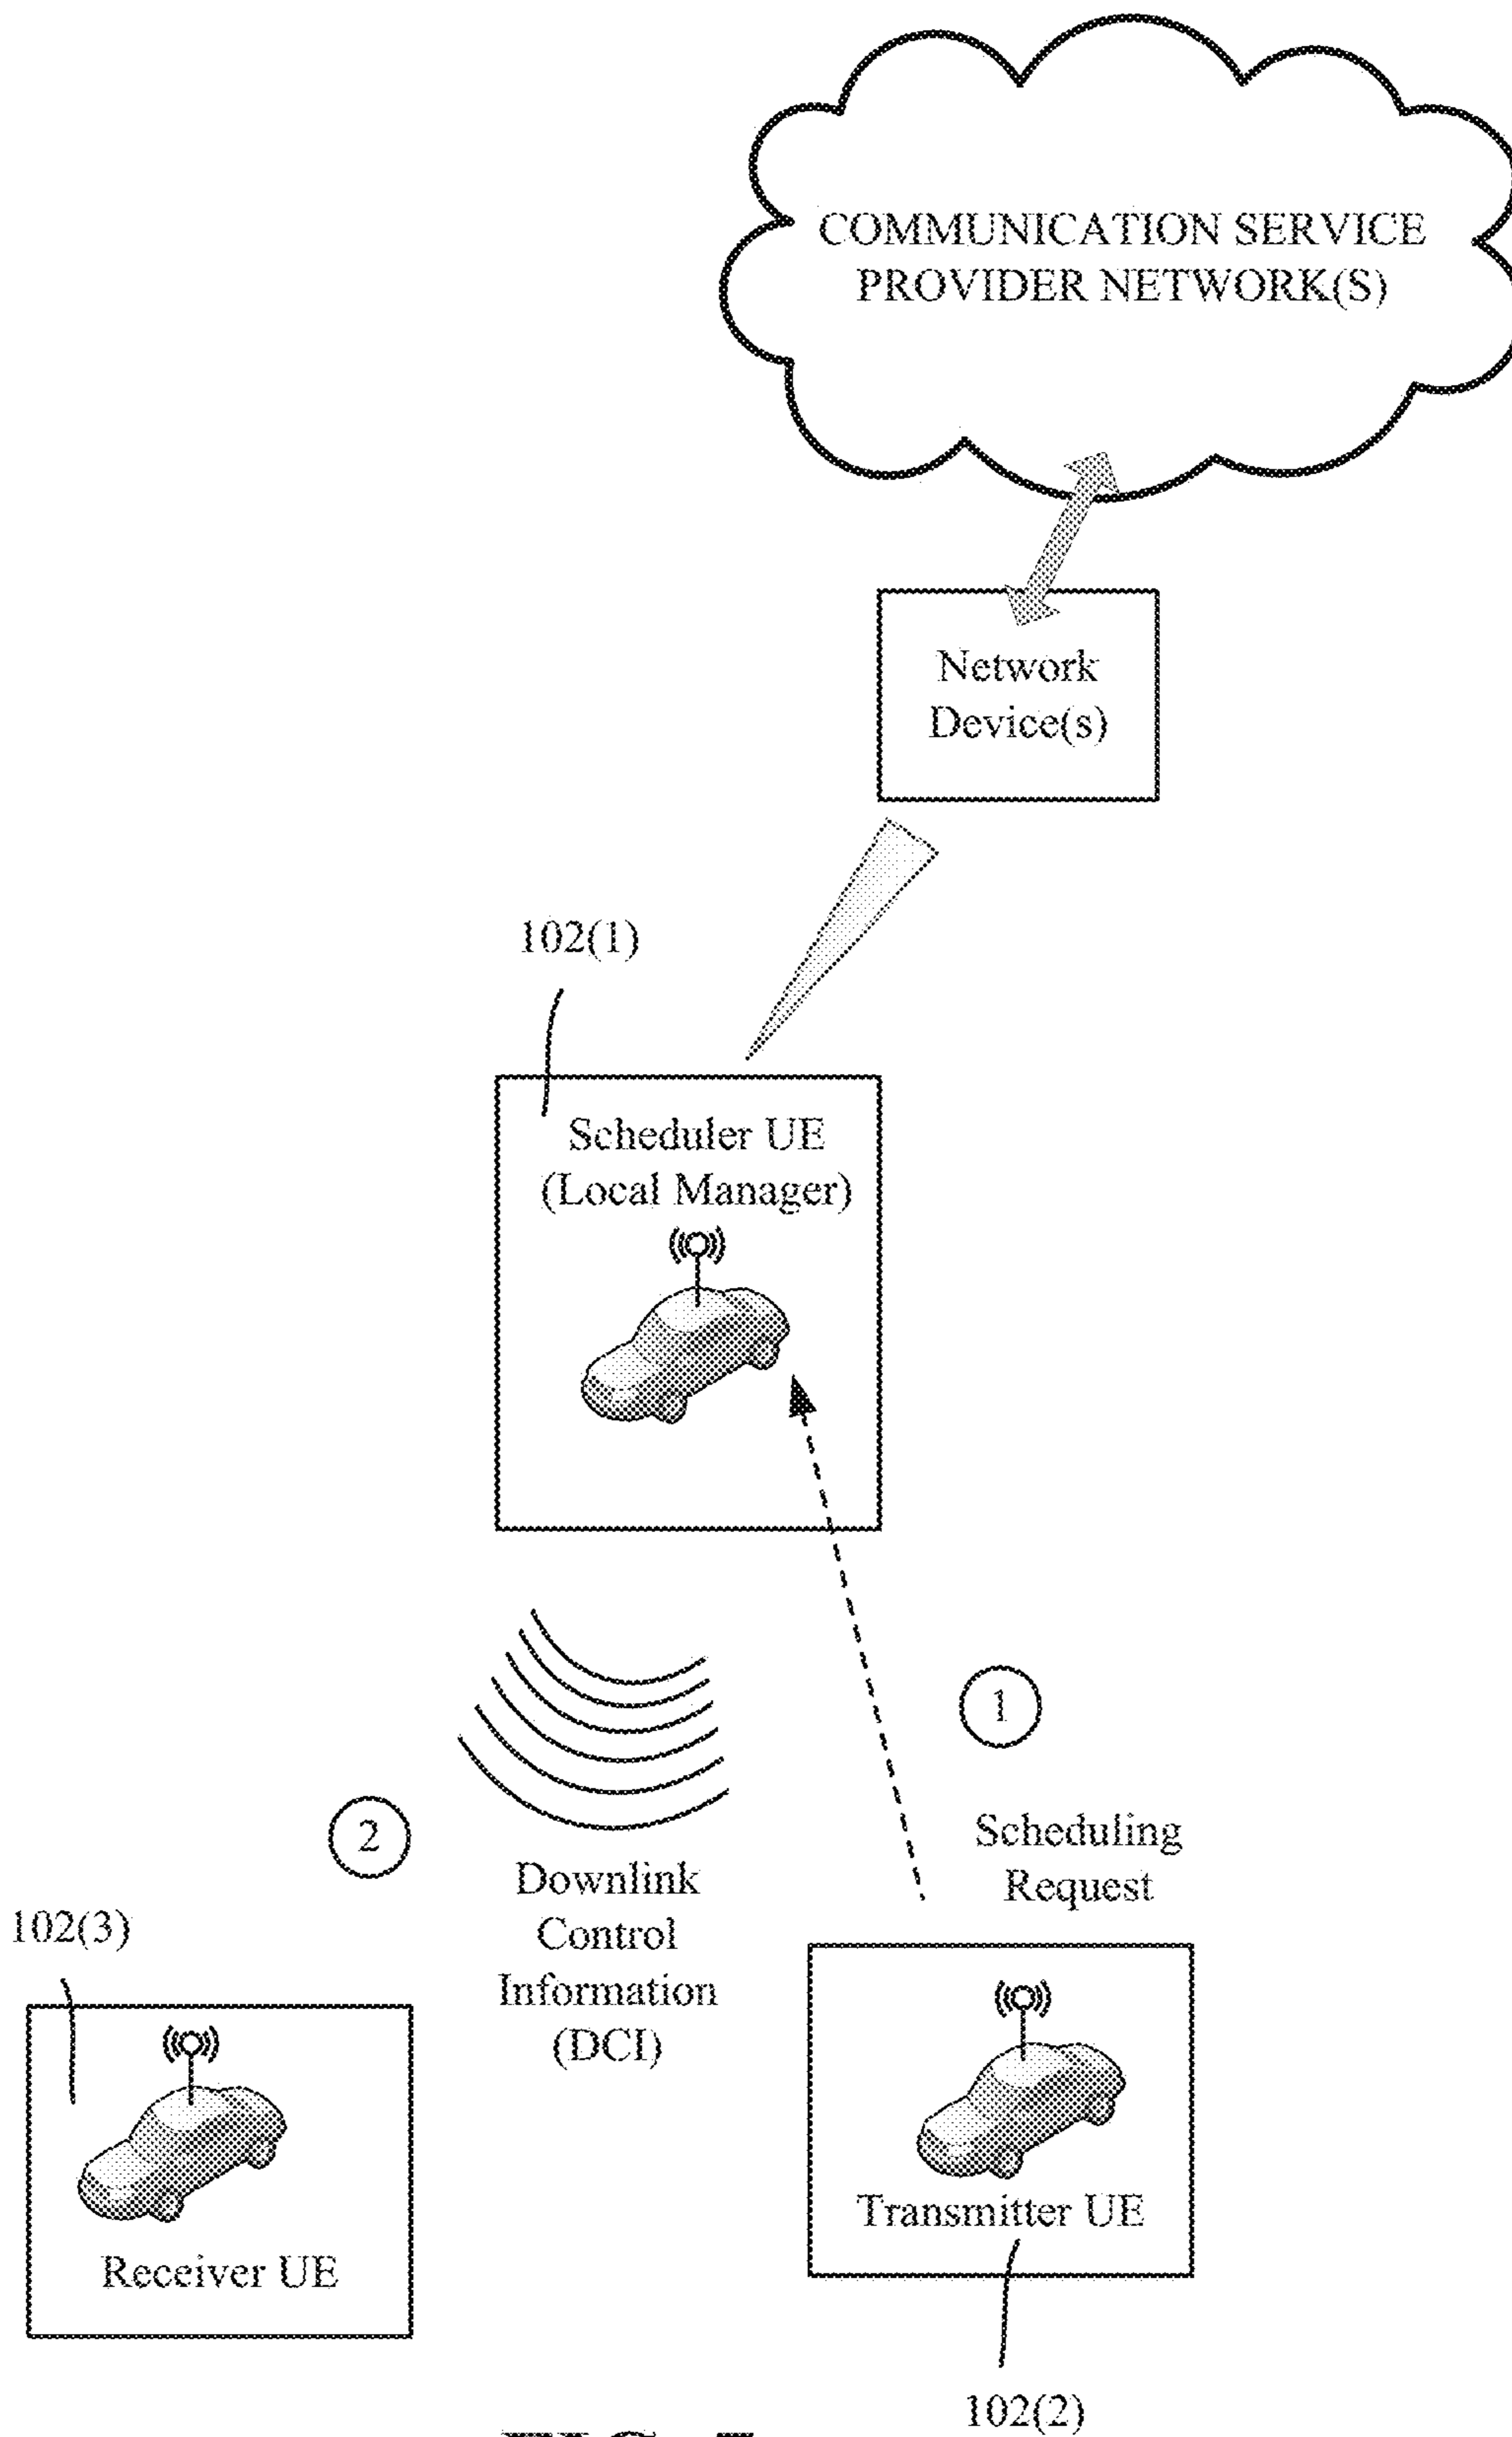 COMMUNICATION SERVICE
PROVIDER NETWORK(S)
Network
Device(s)
102(1)
Scheduler UE
(Local Manager)
1
2
Scheduling
Request
Downlink
Control
Information
(DCI)
102(3)
Receiver UE
Transmitter UE
102(2)